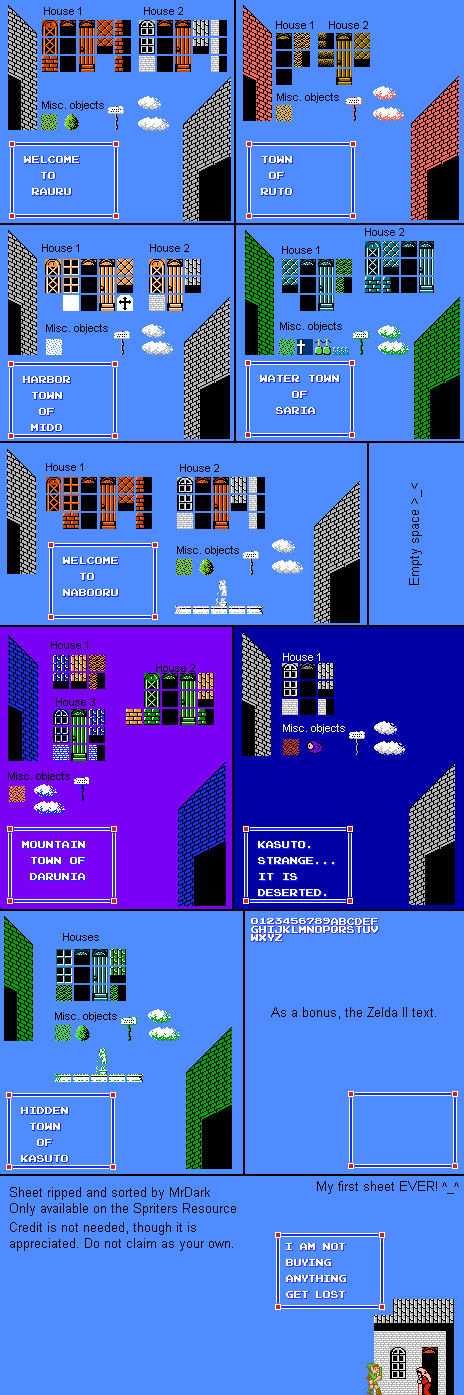 House 1
House 2
Misc. objects
WELCOME
TO
RAURU
House 1
House 2
Misc. objects
TOWN
OF
RUTO
House 1
House 2
Misc. objects
HARBOR
TOWN
OF
MIDO
House 1
House 2
Misc. objects
WATER TOWN
OF
SARIA
House 1
House 2
Misc. objects
WELCOME
TO
NABOORU
Empty space >_<
House 1
House 2
House 3
Misc. objects
MOUNTAIN
TOWN OF
DARUNIA
House 1
Misc. objects
KASUTO.
STRANGE...
IT IS
DESERTED.
Houses
Misc. objects
HIDDEN
TOWN
OF
KASUTO
0123456789ABCDEF
GHIJKLMNOPQRSTUV
WXYZ
As a bonus, the Zelda II text.
Sheet ripped and sorted by MrDark
Only available on the Spriters Resource
Credit is not needed, though it is
appreciated. Do not claim as your own.
My first sheet EVER! ^_^
I AM NOT
BUYING
ANYTHING
GET LOST